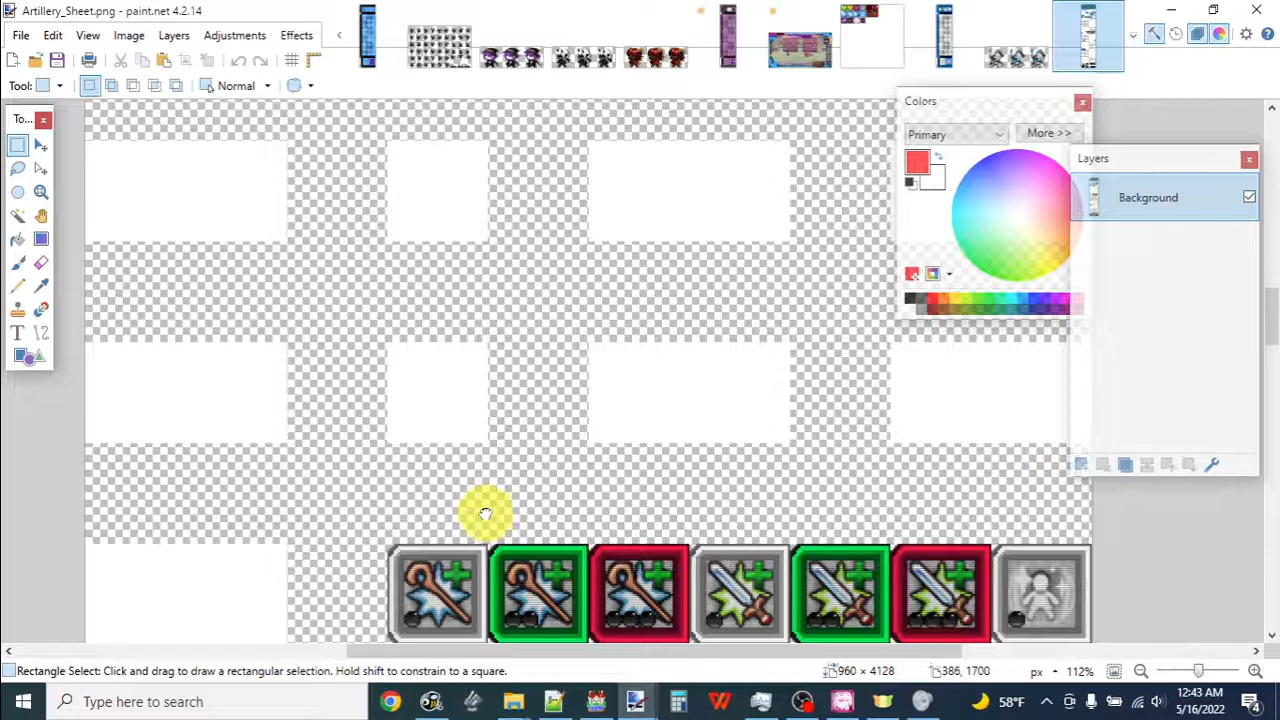 Artillery_Sheet.png - paint.net 4.2.14
File Edit View Image Layers Adjustments Effects
Tool: Normal
To...
Colors
Primary More >>
Layers
Background
Rectangle Select: Click and drag to draw a rectangular selection. Hold shift to constrain to a square.
960 × 4128
386, 1700
px
112%
Type here to search
58°F
12:43 AM
5/16/2022
4